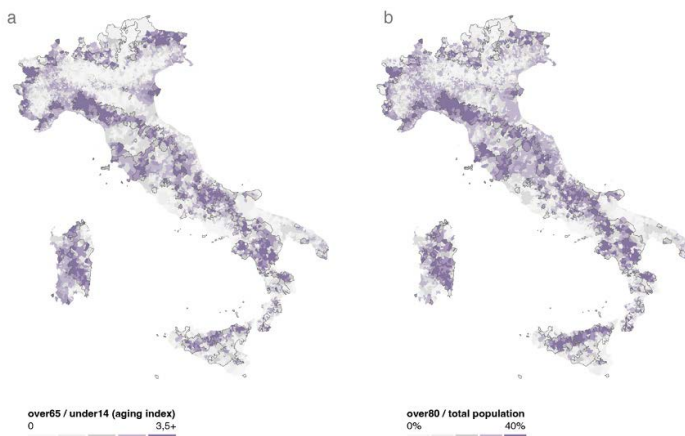 a
b
over65 / under14 (aging index)
0 3,5+
over80 / total population
0% 40%